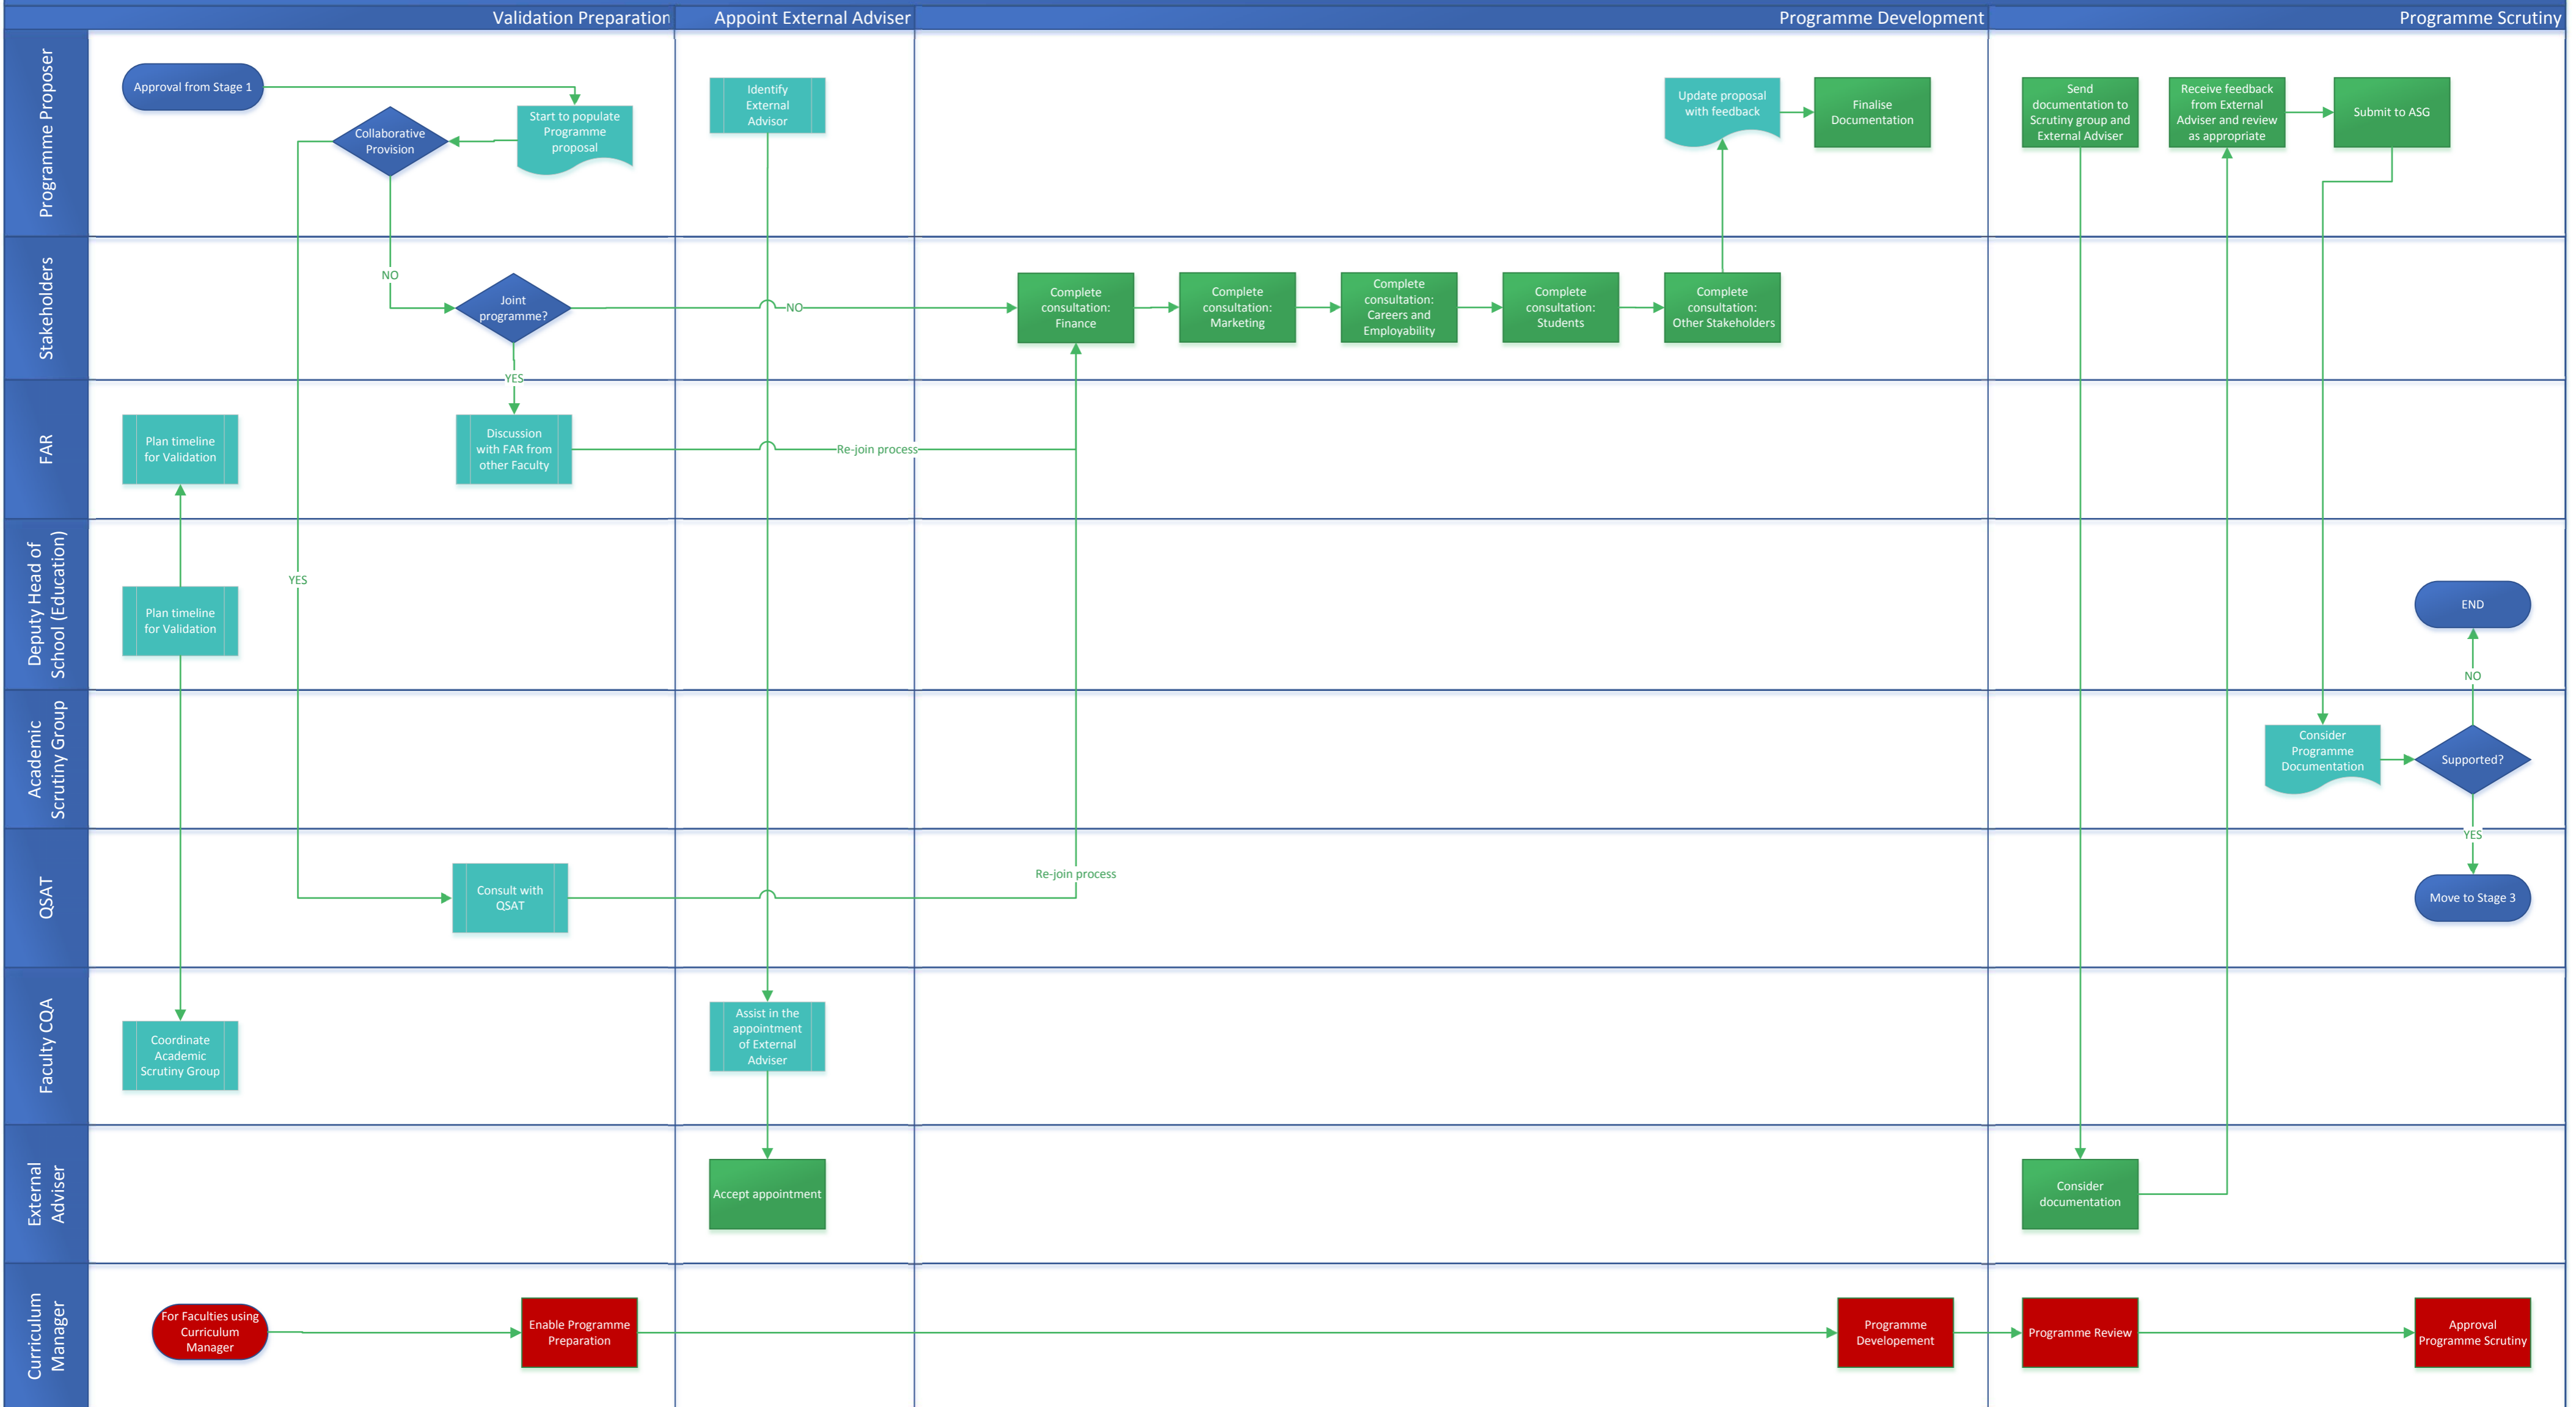 Validation Preparation
Appoint External Adviser
Programme Development
Programme Scrutiny
Programme Proposer
Approval from Stage 1
Collaborative
Provision
Start to populate
Programme
proposal
Identify
External
Advisor
Update proposal
with feedback
Finalise
Documentation
Send
documentation to
Scrutiny group and
External Adviser
Receive feedback
from External
Adviser and review
as appropriate
Submit to ASG
Stakeholders
NO
Joint
programme?
NO
Complete
consultation:
Finance
Complete
consultation:
Marketing
Complete
consultation:
Careers and
Employability
Complete
consultation:
Students
Complete
consultation:
Other Stakeholders
YES
FAR
Plan timeline
for Validation
Discussion
with FAR from
other Faculty
Re-join process
Deputy Head of
School (Education)
YES
Plan timeline
for Validation
END
NO
Academic
Scrutiny Group
Consider
Programme
Documentation
Supported?
YES
QSAT
Consult with
QSAT
Re-join process
Move to Stage 3
Faculty CQA
Coordinate
Academic
Scrutiny Group
Assist in the
appointment
of External
Adviser
External
Adviser
Accept appointment
Consider
documentation
Curriculum
Manager
For Faculties using
Curriculum
Manager
Enable Programme
Preparation
Programme
Developement
Programme Review
Approval
Programme Scrutiny